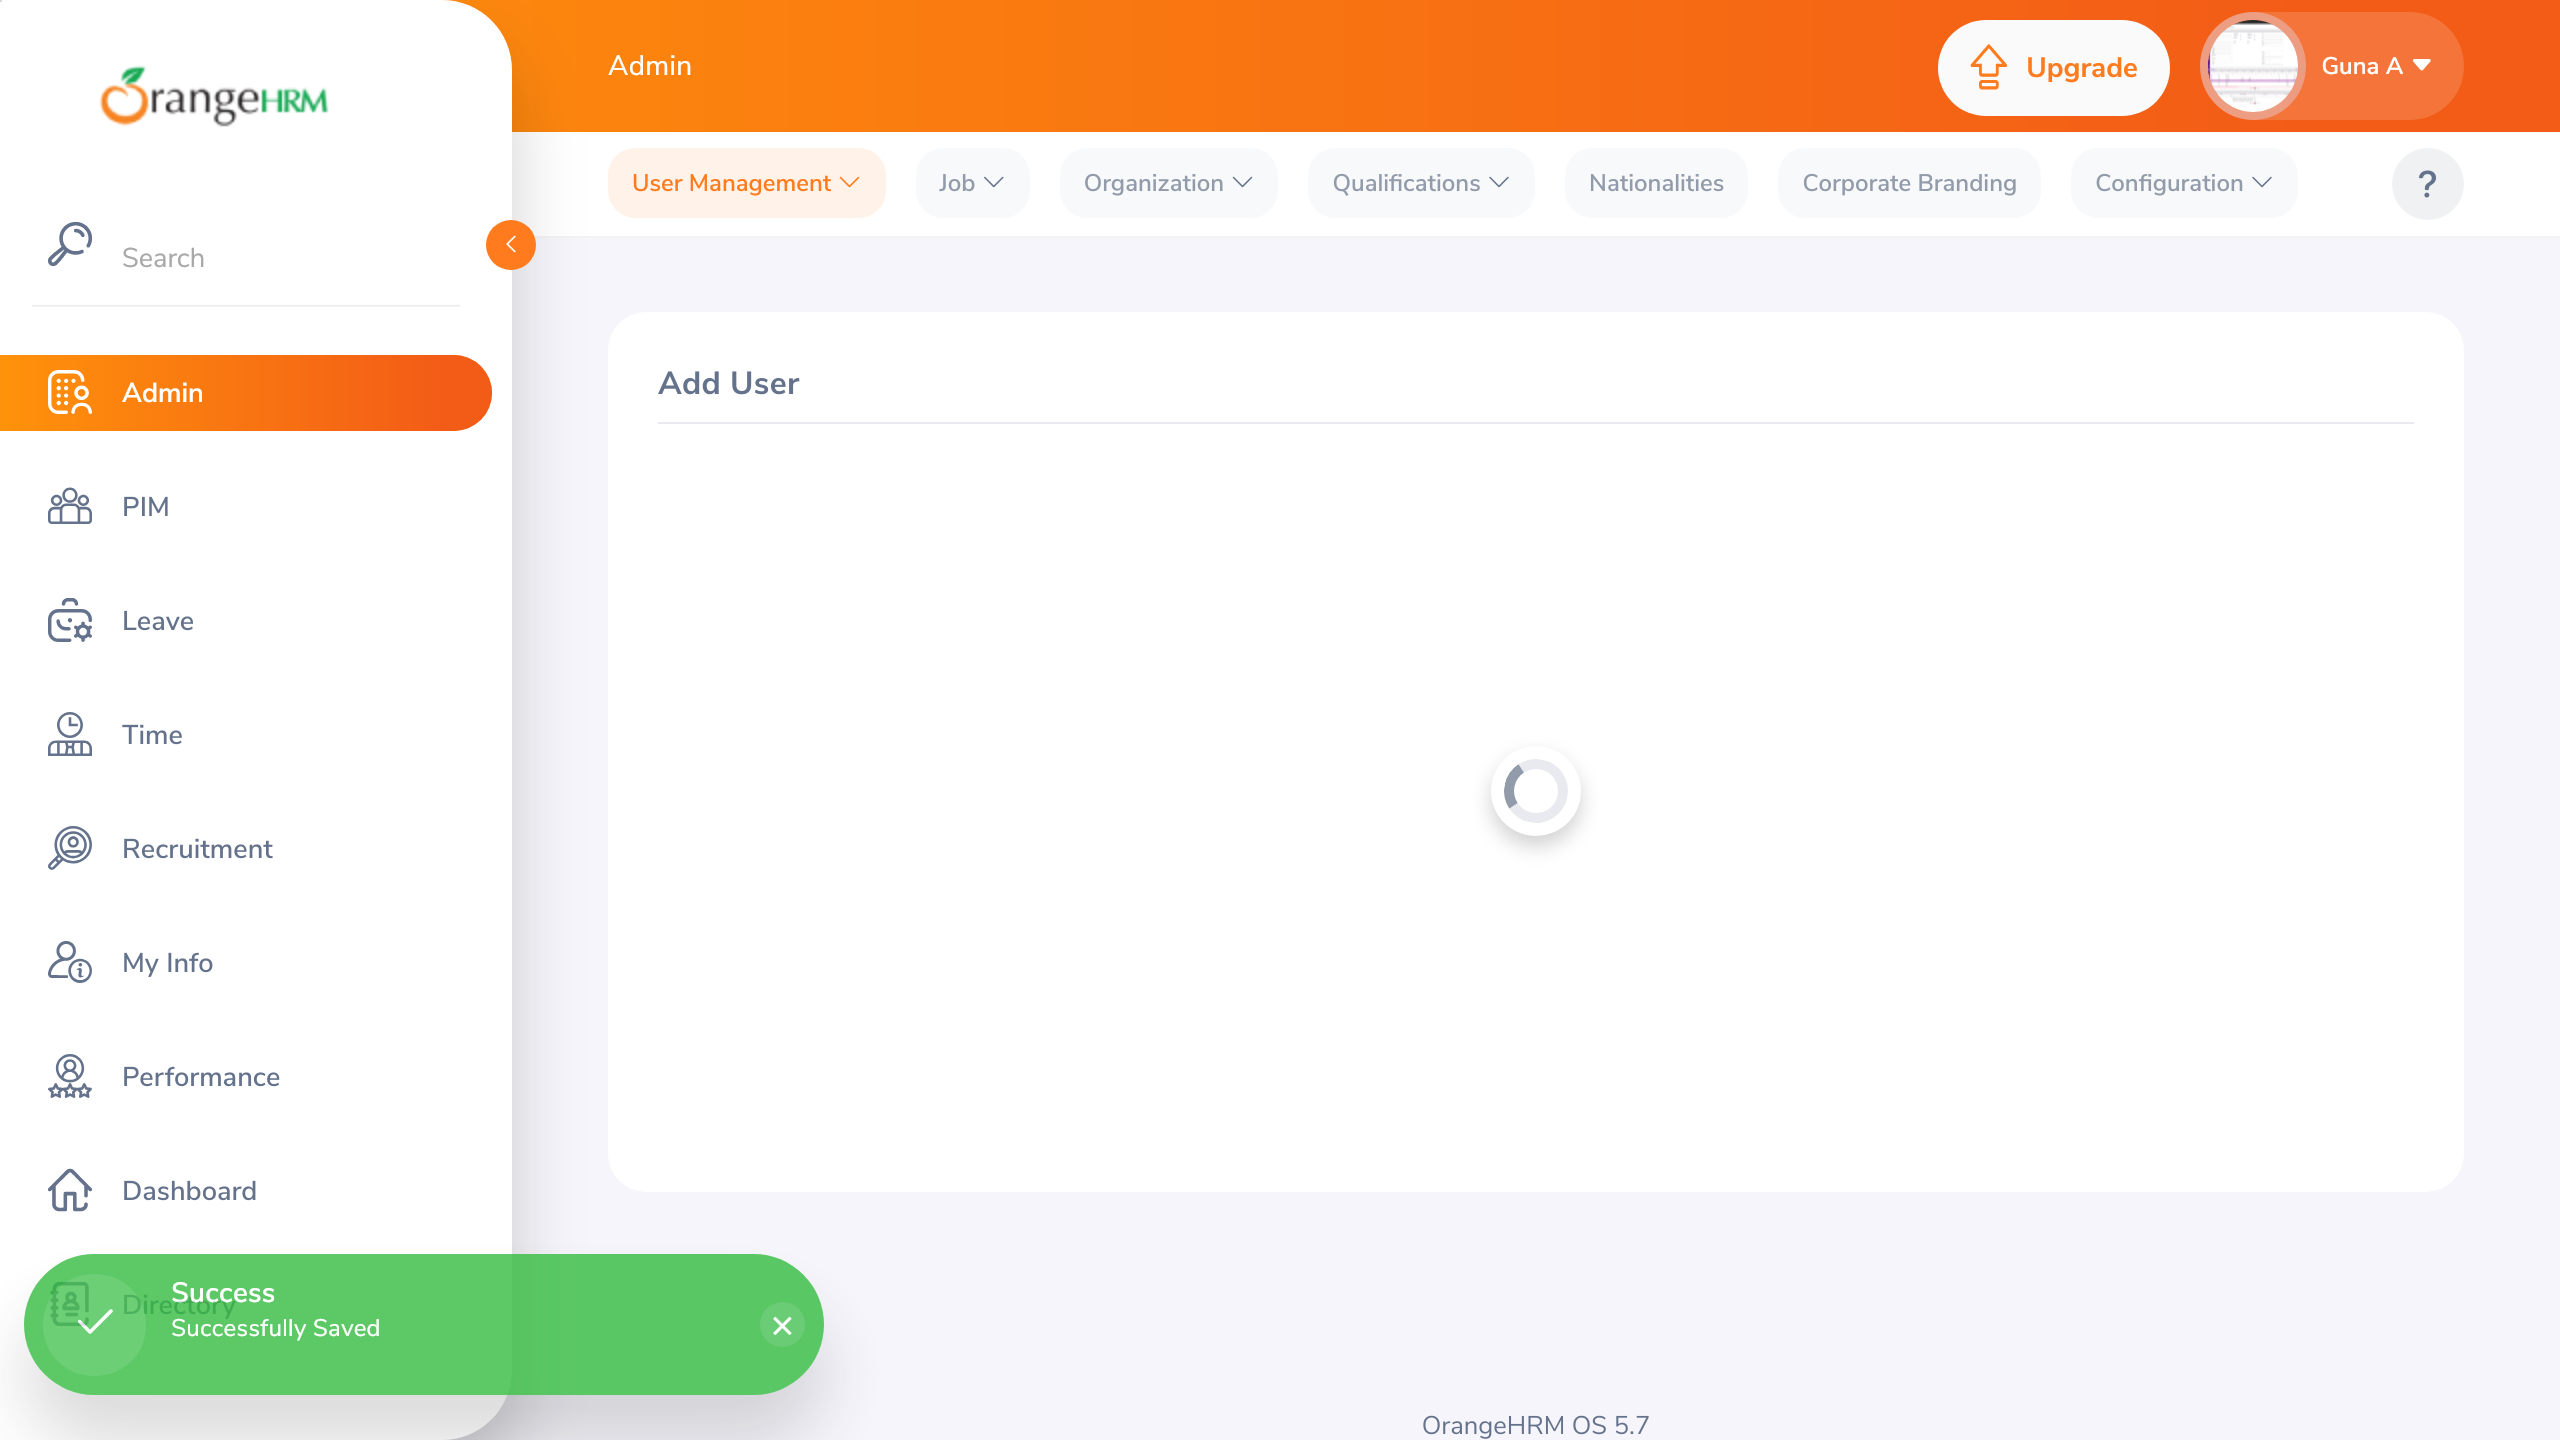 OrangeHRM
Admin
Upgrade
Guna A
User Management
Job
Organization
Qualifications
Nationalities
Corporate Branding
Configuration
?
Search
Admin
PIM
Leave
Time
Recruitment
My Info
Performance
Dashboard
Directory
Add User
Success
Successfully Saved
OrangeHRM OS 5.7